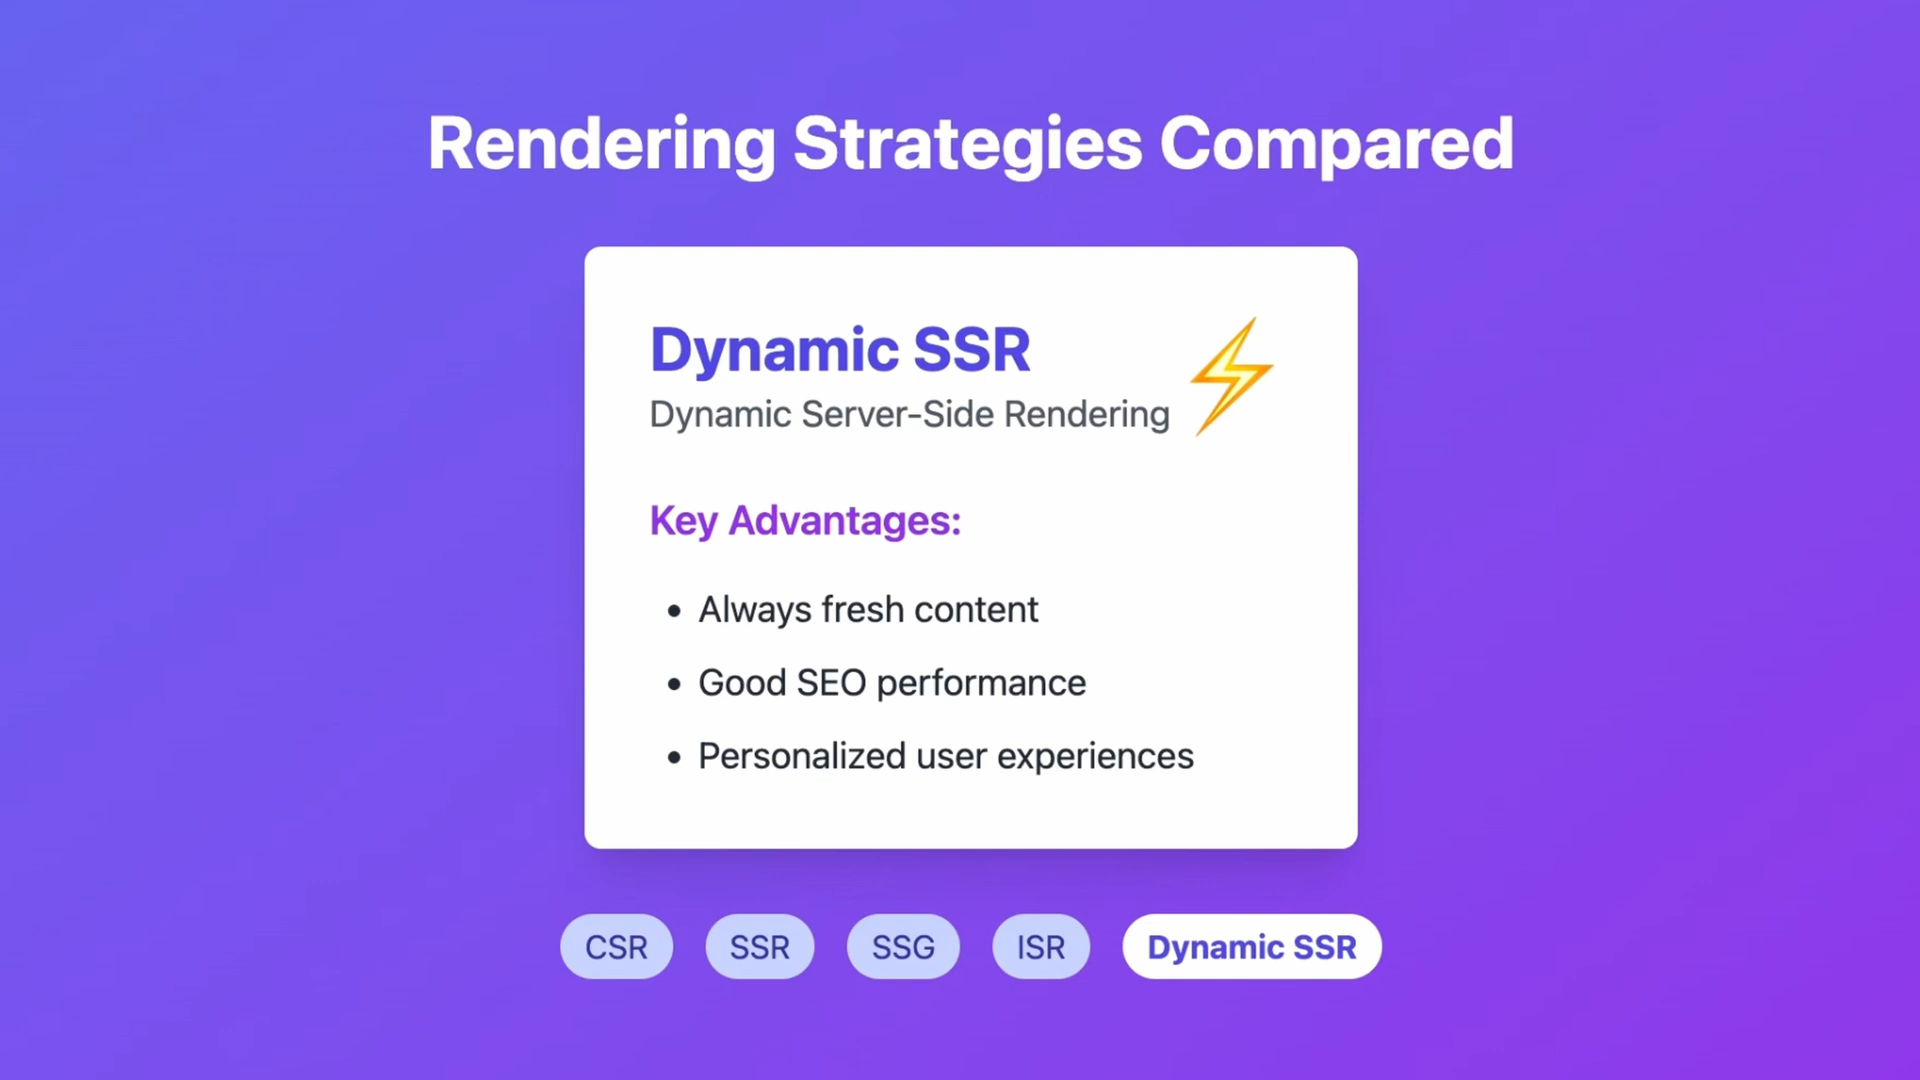 Rendering Strategies Compared
Dynamic SSR
Dynamic Server-Side Rendering
Key Advantages:
• Always fresh content
• Good SEO performance
• Personalized user experiences
CSR SSR SSG ISR Dynamic SSR